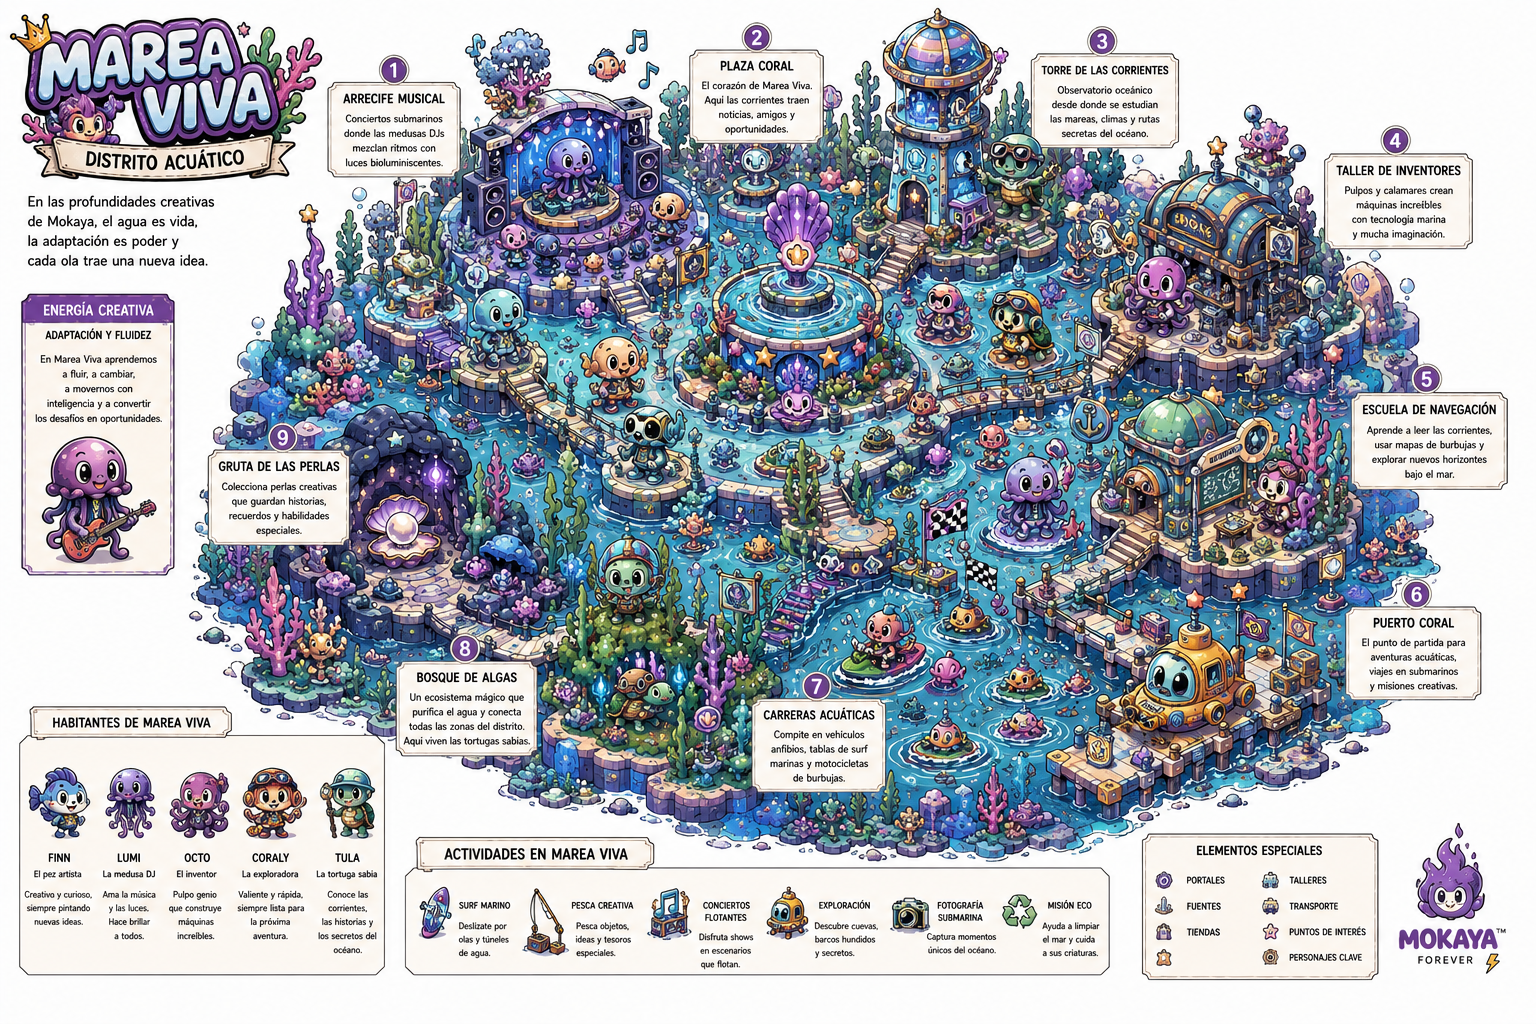 MAREA
VIVA
DISTRITO ACUÁTICO
En las profundidades creativas
de Mokaya, el agua es vida,
la adaptación es poder y
cada ola trae una nueva idea.
ENERGÍA CREATIVA
ADAPTACIÓN Y FLUIDEZ
En Marea Viva aprendemos
a fluir, a cambiar,
a movernos con
inteligencia y a convertir
los desafíos en oportunidades.
1
ARRECIFE MUSICAL
Conciertos submarinos
donde las medusas DJs
mezclan ritmos con
luces bioluminiscentes.
2
PLAZA CORAL
El corazón de Marea Viva.
Aquí las corrientes traen
noticias, amigos y
oportunidades.
3
TORRE DE LAS CORRIENTES
Observatorio oceánico
desde donde se estudian
las mareas, climas y rutas
secretas del océano.
4
TALLER DE INVENTORES
Pulpos y calamares crean
máquinas increíbles
con tecnología marina
y mucha imaginación.
5
ESCUELA DE NAVEGACIÓN
Aprende a leer las corrientes,
usar mapas de burbujas y
explorar nuevos horizontes
bajo el mar.
6
PUERTO CORAL
El punto de partida para
aventuras acuáticas,
viajes en submarinos
y misiones creativas.
7
CARRERAS ACUÁTICAS
Compite en vehículos
anfibios, tablas de surf
marinas y motocicletas
de burbujas.
8
BOSQUE DE ALGAS
Un ecosistema mágico que
purifica el agua y conecta
todas las zonas del distrito.
Aquí viven las tortugas sabias.
9
GRUTA DE LAS PERLAS
Colecciona perlas creativas
que guardan historias,
recuerdos y habilidades
especiales.
HABITANTES DE MAREA VIVA
FINN
El pez artista
Creativo y curioso,
siempre pintando
nuevas ideas.
LUMI
La medusa DJ
Ama la música
y las luces.
Hace brillar
a todos.
OCTO
El inventor
Pulpo genio
que construye
máquinas
increíbles.
CORALY
La exploradora
Valiente y rápida,
siempre lista para
la próxima
aventura.
TULA
La tortuga sabia
Conoce las
corrientes,
las historias y
los secretos del
océano.
ACTIVIDADES EN MAREA VIVA
SURF MARINO
Deslízate por
olas y túneles
de agua.
PESCA CREATIVA
Pesca objetos,
ideas y tesoros
especiales.
CONCIERTOS
FLOTANTES
Disfruta shows
en escenarios
que flotan.
EXPLORACIÓN
Descubre cuevas,
barcos hundidos
y secretos.
FOTOGRAFÍA
SUBMARINA
Captura momentos
únicos del océano.
MISIÓN ECO
Ayuda a limpiar
el mar y cuida
a sus criaturas.
ELEMENTOS ESPECIALES
PORTALES
FUENTES
TIENDAS
TALLERES
TRANSPORTE
PUNTOS DE INTERÉS
PERSONAJES CLAVE
MOKAYA™
FOREVER